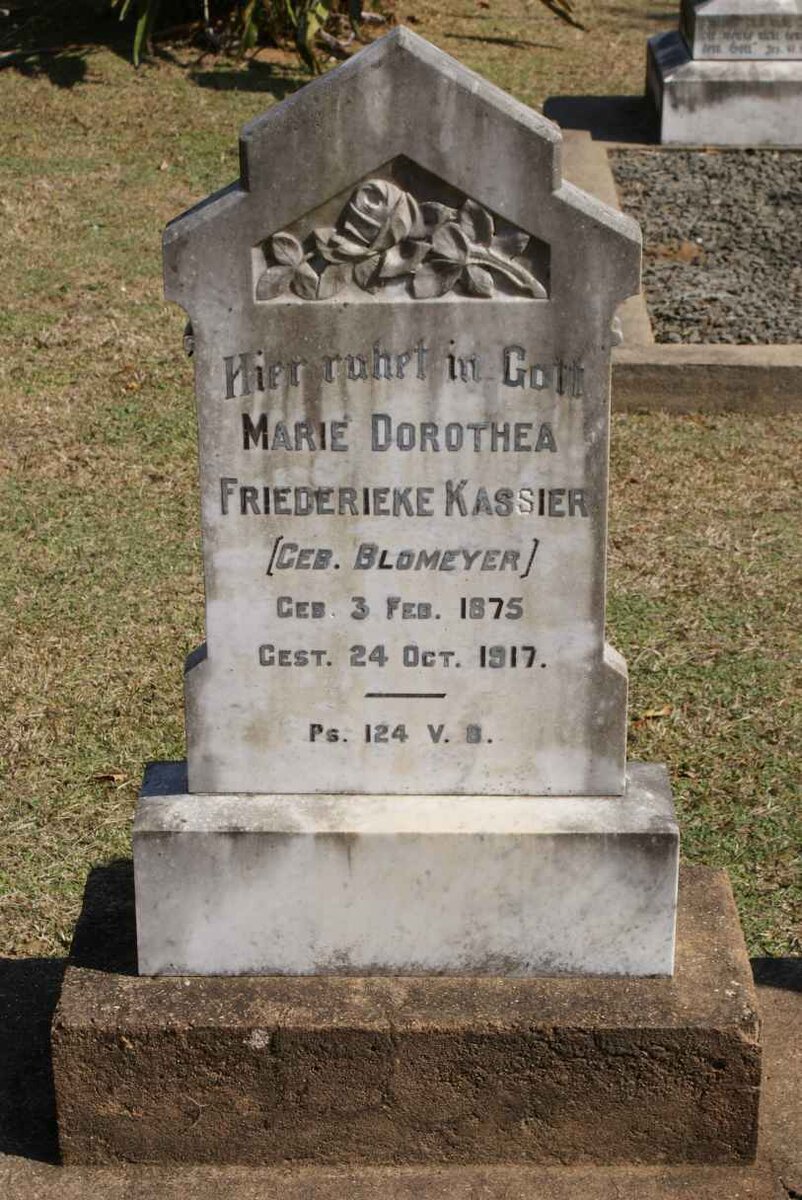 Hier ruhet in Gott
MARIE DOROTHEA
FRIEDERIEKE KASSIER
[GEB. BLOMEYER]
GEB. 3 FEB. 1875
GEST. 24 OCT. 1917.
PS. 124 V. 8.